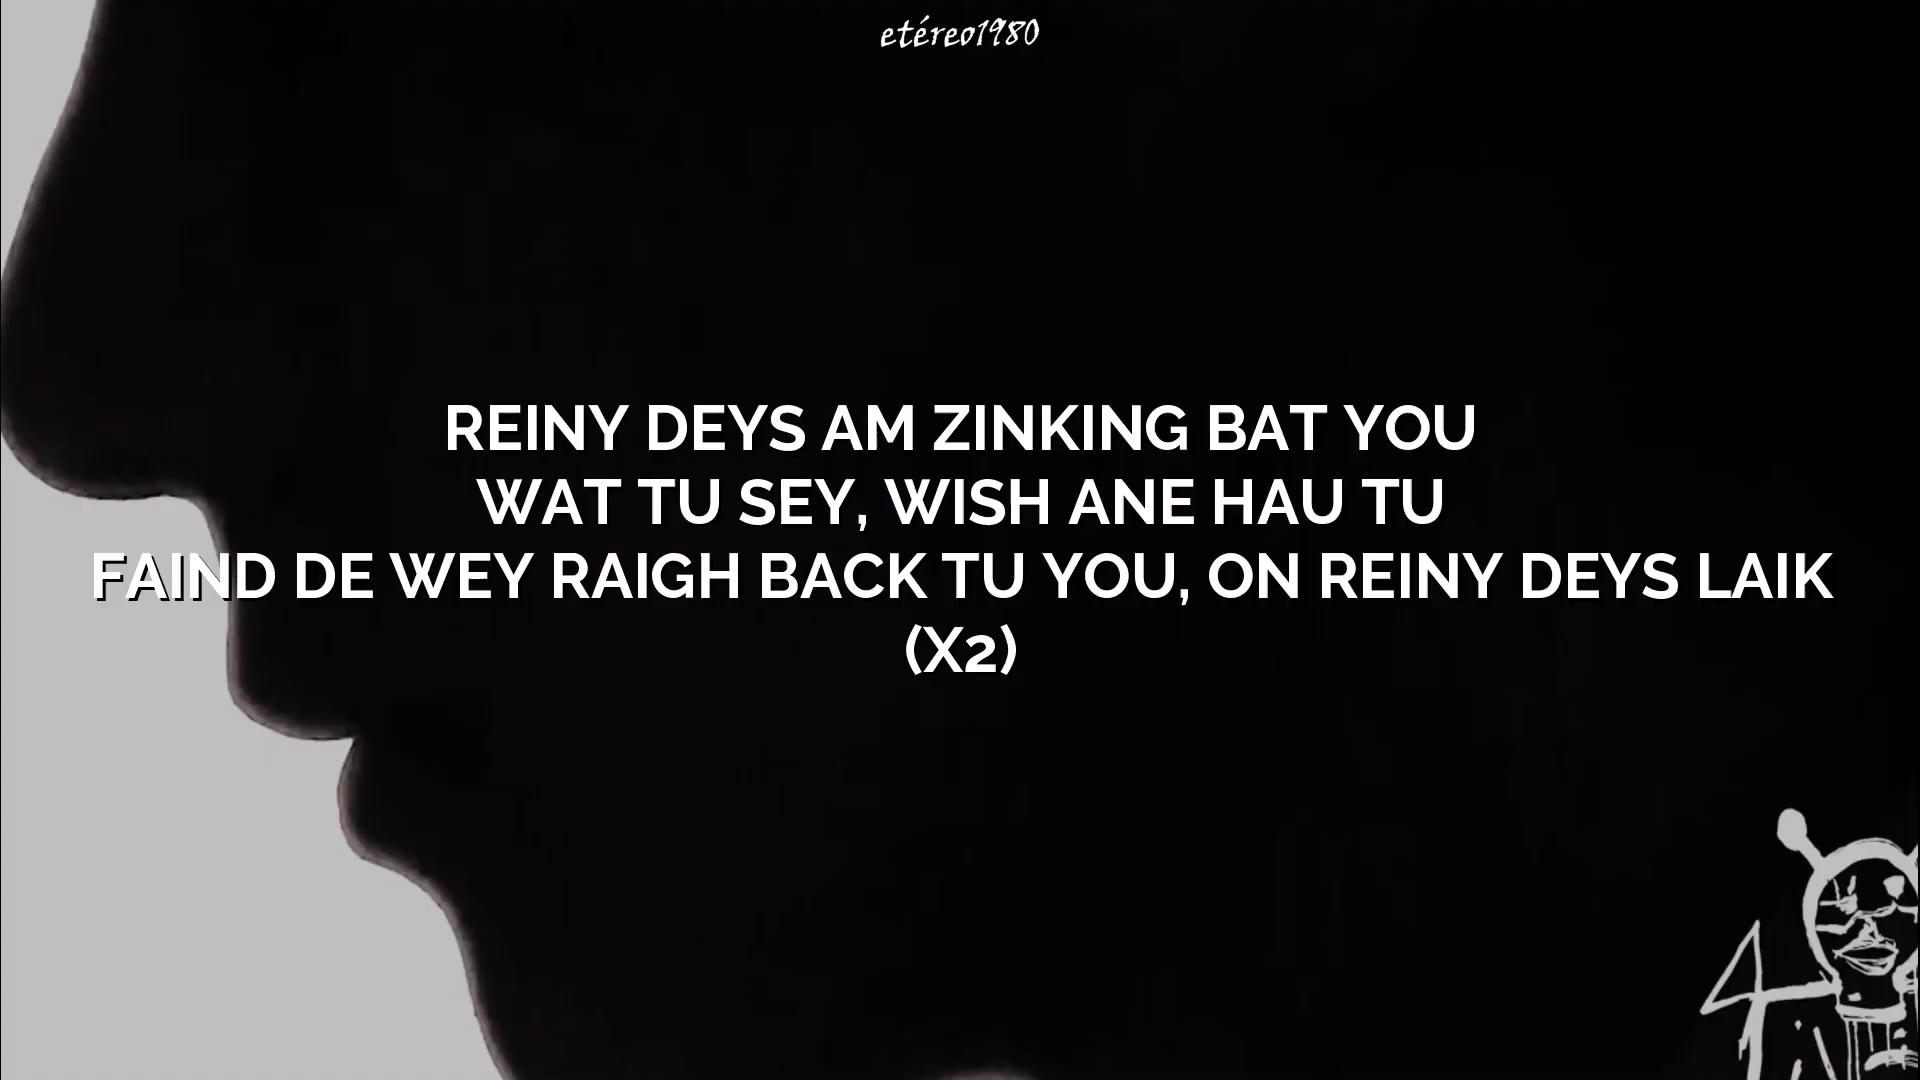 etéreo1980
REINY DEYS AM ZINKING BAT YOU
WAT TU SEY, WISH ANE HAU TU
FAIND DE WEY RAIGH BACK TU YOU, ON REINY DEYS LAIK
(X2)